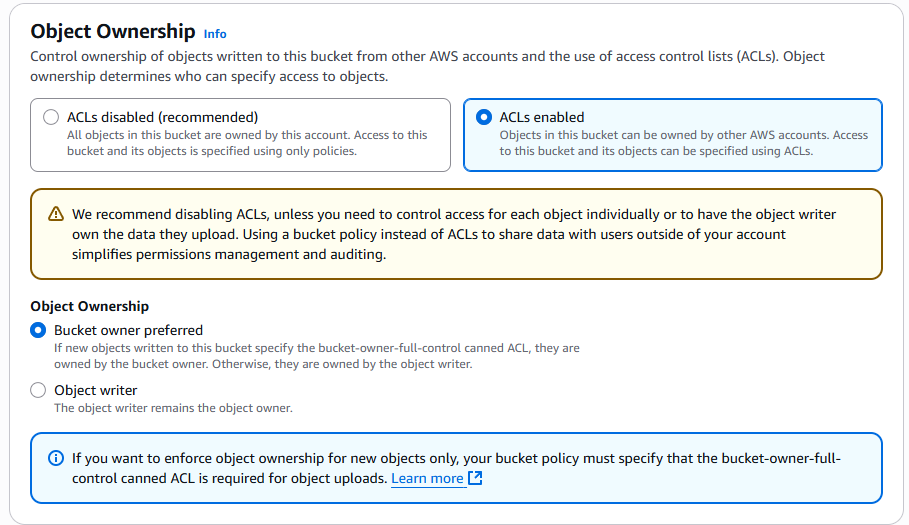 Object Ownership Info
Control ownership of objects written to this bucket from other AWS accounts and the use of access control lists (ACLs). Object
ownership determines who can specify access to objects.
ACLs disabled (recommended)
All objects in this bucket are owned by this account. Access to this
bucket and its objects is specified using only policies.
ACLs enabled
Objects in this bucket can be owned by other AWS accounts. Access
to this bucket and its objects can be specified using ACLs.
We recommend disabling ACLs, unless you need to control access for each object individually or to have the object writer
own the data they upload. Using a bucket policy instead of ACLs to share data with users outside of your account
simplifies permissions management and auditing.
Object Ownership
Bucket owner preferred
If new objects written to this bucket specify the bucket-owner-full-control canned ACL, they are
owned by the bucket owner. Otherwise, they are owned by the object writer.
Object writer
The object writer remains the object owner.
If you want to enforce object ownership for new objects only, your bucket policy must specify that the bucket-owner-full-
control canned ACL is required for object uploads. Learn more